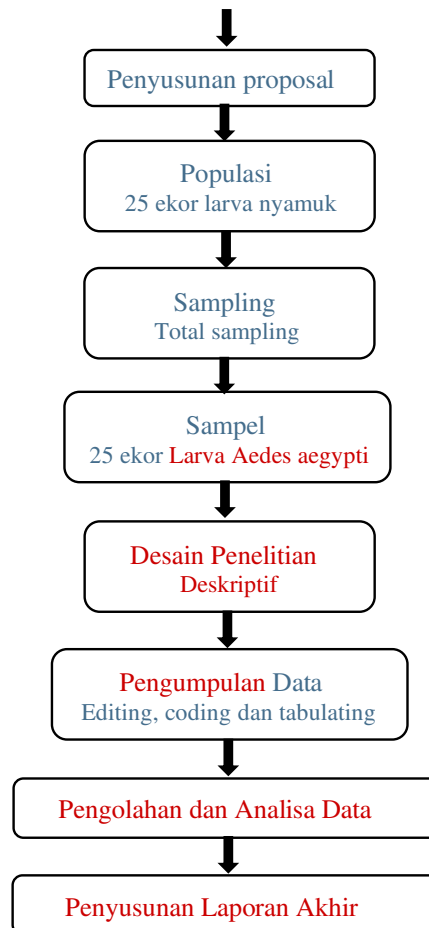 Penyusunan proposal
Populasi
25 ekor larva nyamuk
Sampling
Total sampling
Sampel
25 ekor Larva Aedes aegypti
Desain Penelitian
Deskriptif
Pengumpulan Data
Editing, coding dan tabulating
Pengolahan dan Analisa Data
Penyusunan Laporan Akhir